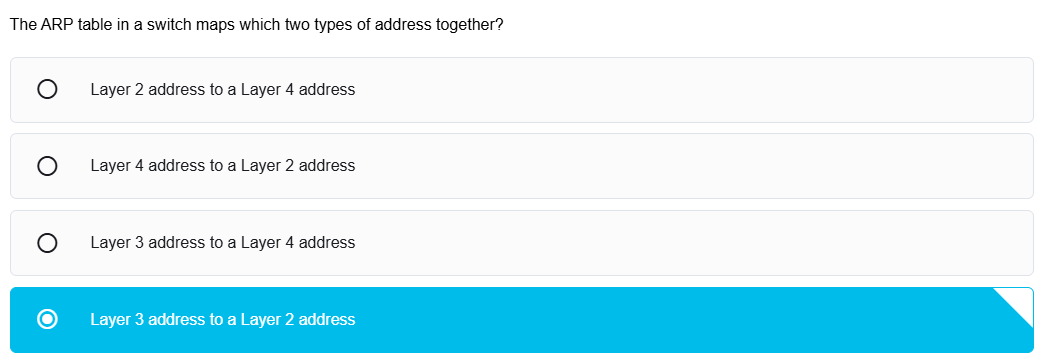 The ARP table in a switch maps which two types of address together?
Layer 2 address to a Layer 4 address
Layer 4 address to a Layer 2 address
Layer 3 address to a Layer 4 address
Layer 3 address to a Layer 2 address